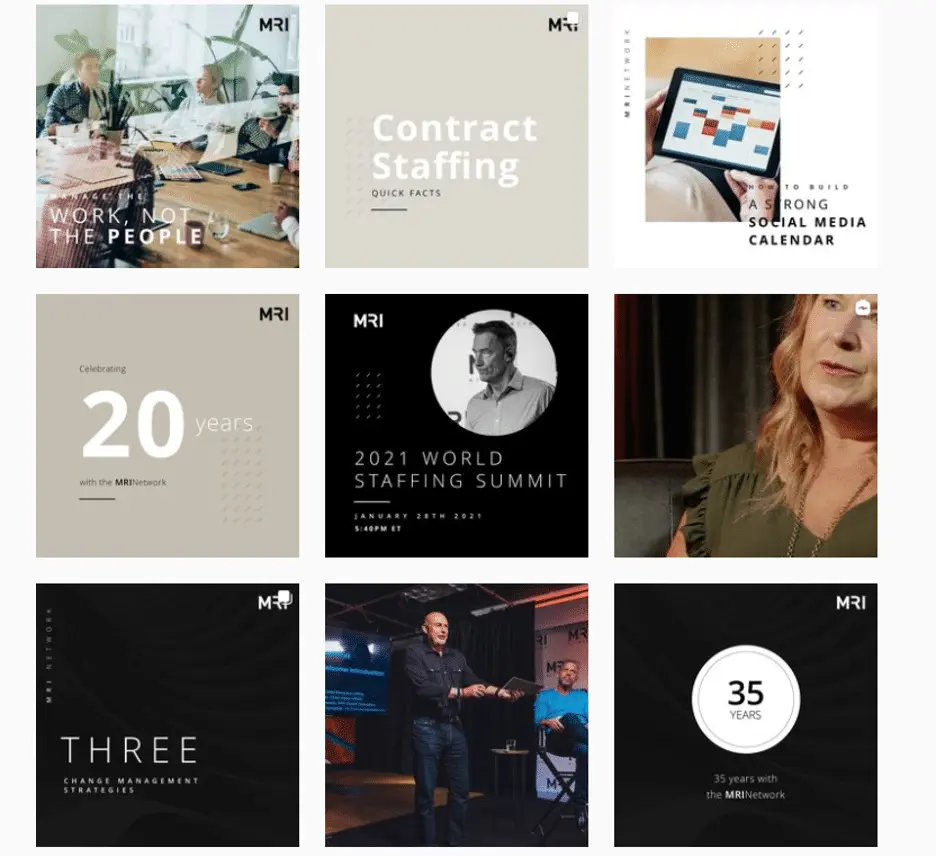 MRI
MANAGE THE
WORK, NOT
THE PEOPLE
MRI
Contract
Staffing
QUICK FACTS
MRINETWORK
HOW TO BUILD
A STRONG
SOCIAL MEDIA
CALENDAR
MRI
Celebrating
20 years
with the MRINetwork
MRI
2021 WORLD
STAFFING SUMMIT
JANUARY 28TH 2021
5:40PM ET
MRI
MRI NETWORK
THREE
CHANGE MANAGEMENT
STRATEGIES
MRI
35
YEARS
35 years with
the MRINetwork